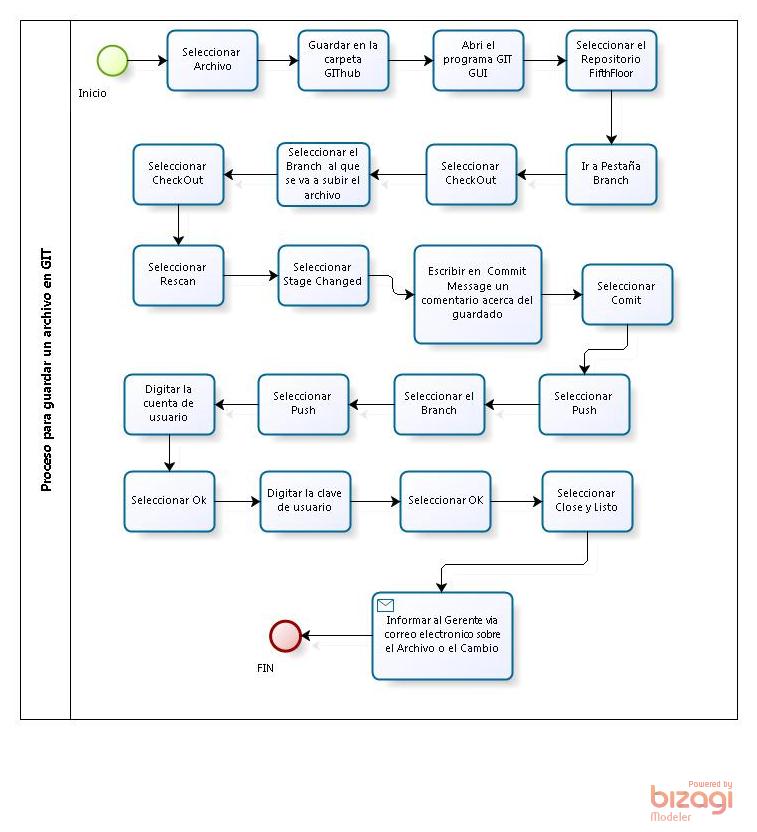 Proceso para guardar un archivo en GIT
Inicio
Seleccionar
Archivo
Guardar en la
carpeta
GIThub
Abri el
programa GIT
GUI
Seleccionar el
Repositorio
FifthFloor
Ir a Pestaña
Branch
Seleccionar
CheckOut
Seleccionar el
Branch al que
se va a subir el
archivo
Seleccionar
CheckOut
Seleccionar
Rescan
Seleccionar
Stage Changed
Escribir en Commit
Message un
comentario acerca del
guardado
Seleccionar
Comit
Seleccionar
Push
Seleccionar el
Branch
Seleccionar
Push
Digitar la
cuenta de
usuario
Seleccionar Ok
Digitar la clave
de usuario
Seleccionar OK
Seleccionar
Close y Listo
Informar al Gerente via
correo electronico sobre
el Archivo o el Cambio
FIN
Powered by
bizagi
Modeler